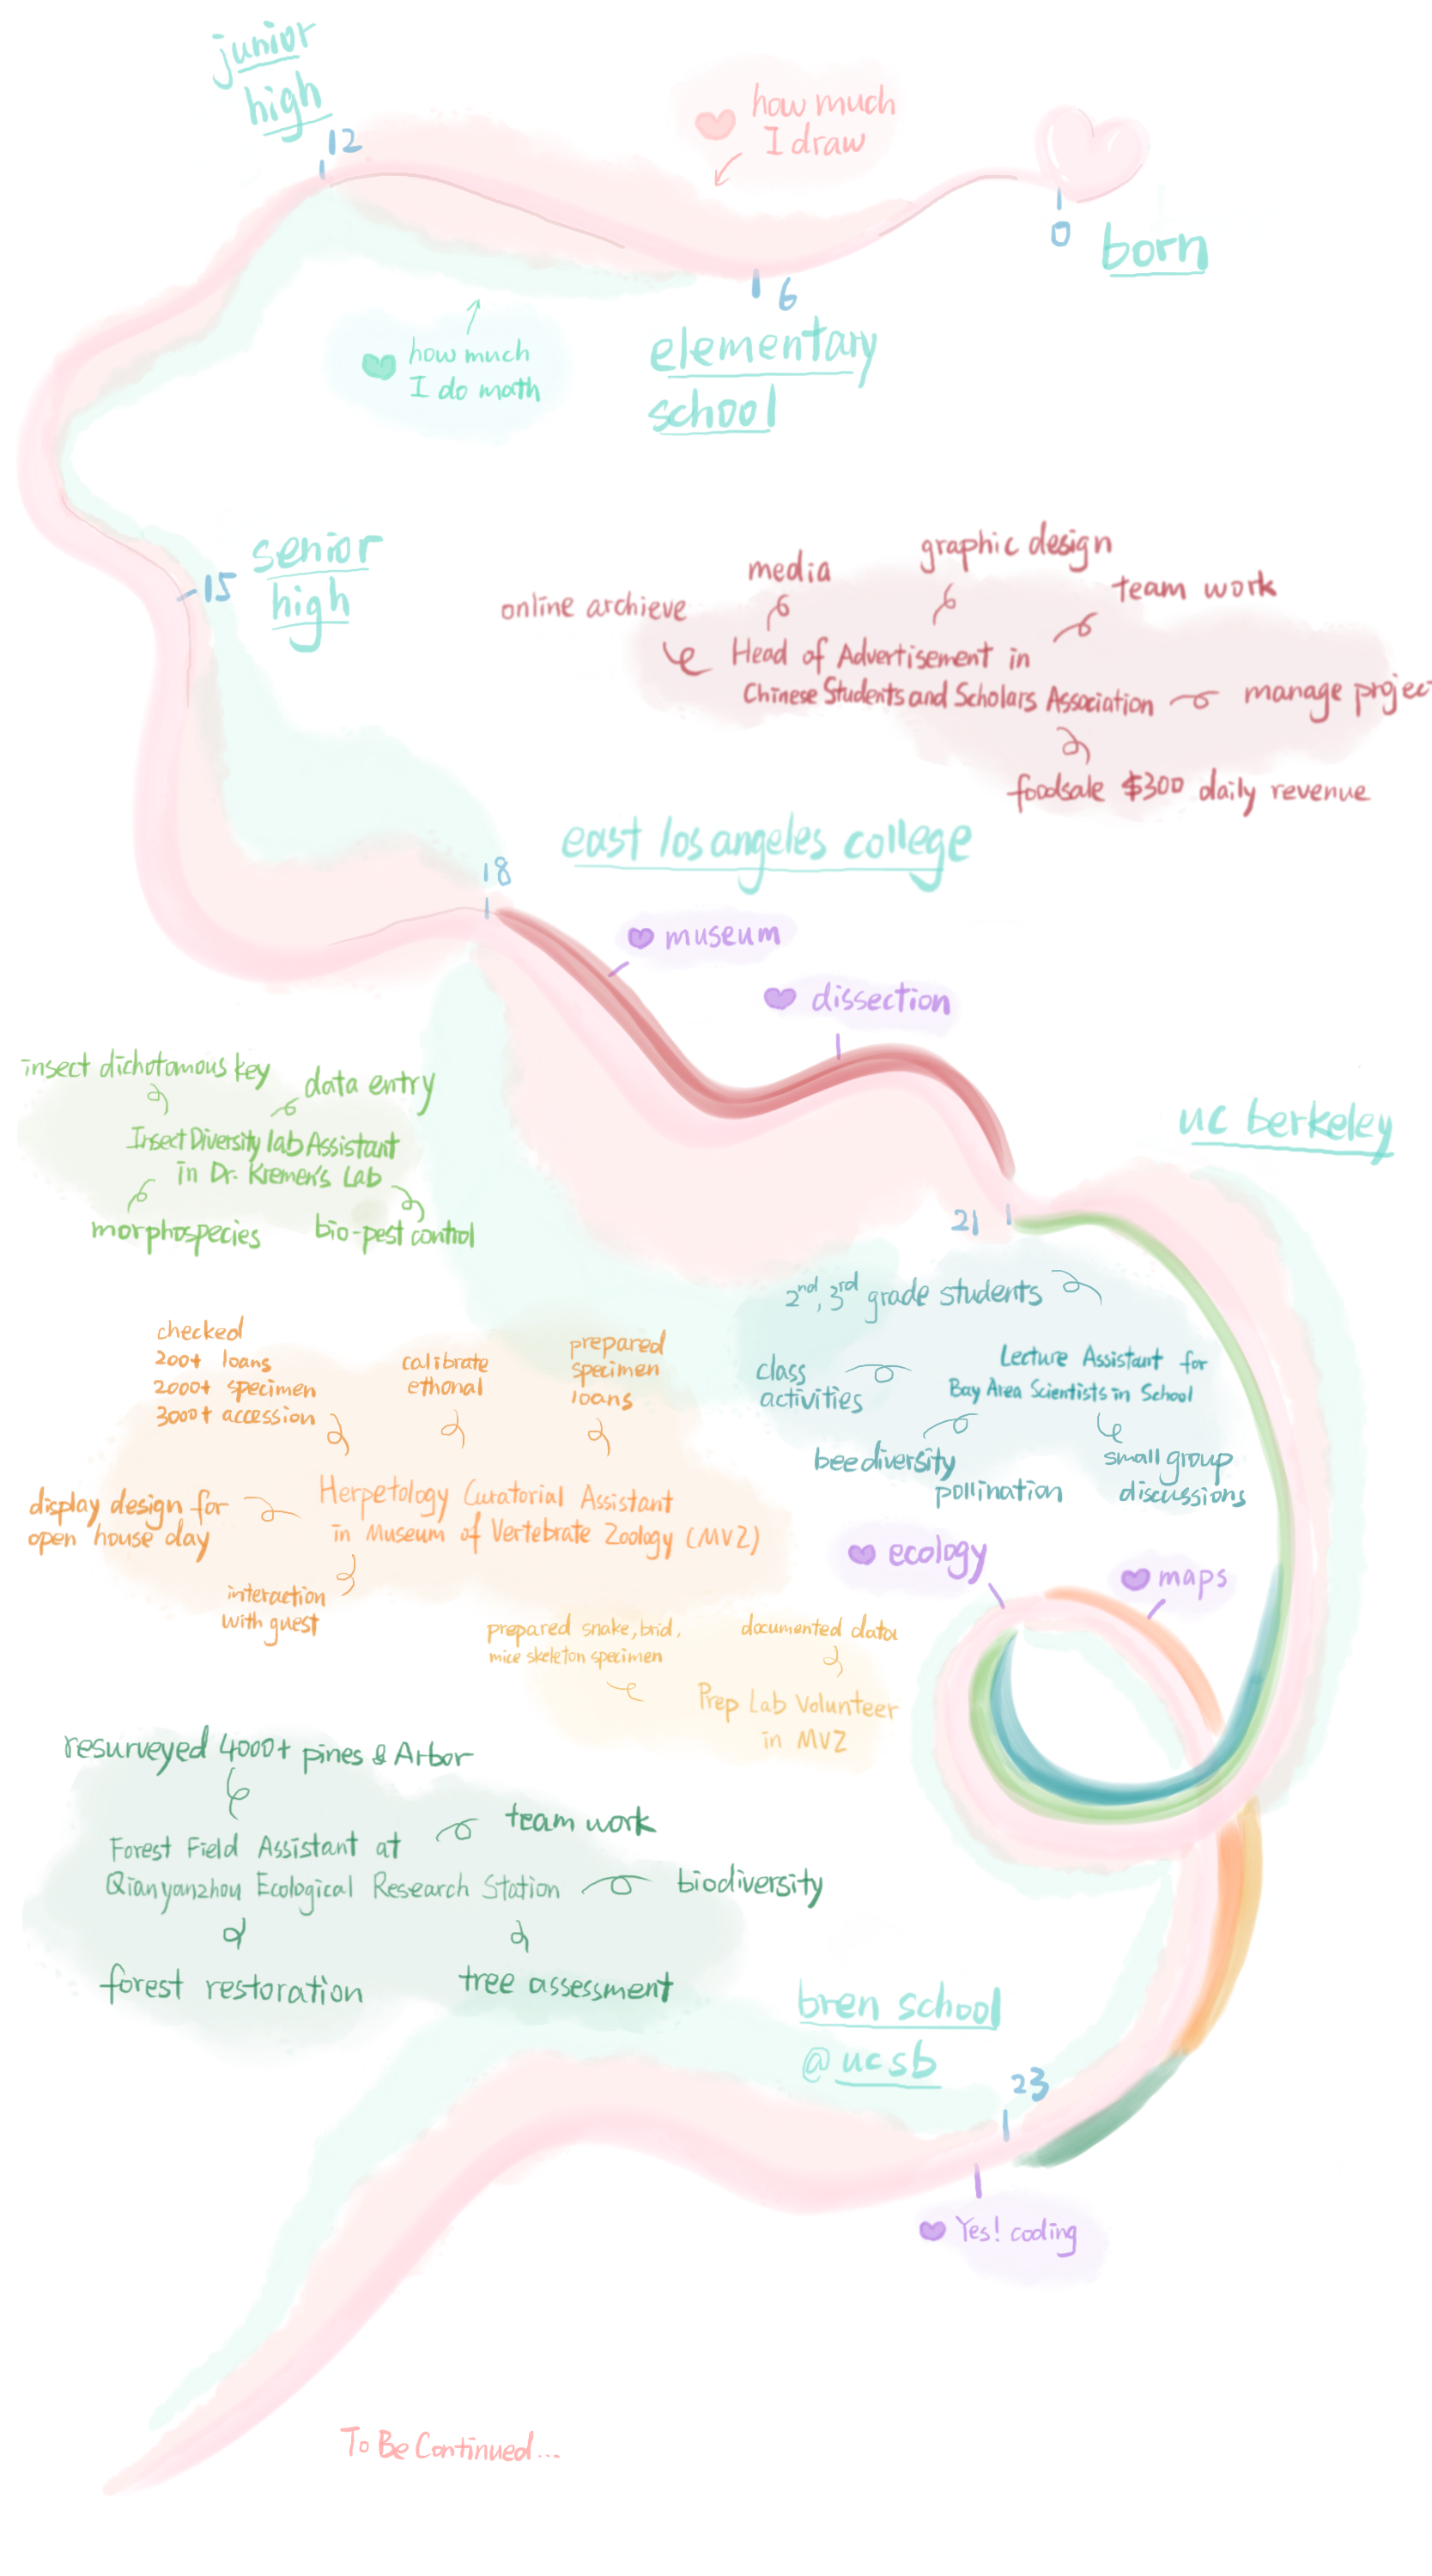 junior
high
12
how much
I draw
0
born
6
elementary
school
how much
I do math
15
senior
high
online archieve
media
graphic design
team work
Head of Advertisement in
Chinese Students and Scholars Association
manage projec
foodsale $300 daily revenue
18
east los angeles college
museum
dissection
insect dichotomous key
data entry
Insect Diversity lab Assistant
in Dr. Kremen's Lab
morphospecies
bio-pest control
uc berkeley
21
2nd, 3rd grade students
class
activities
Lecture Assistant for
Bay Area Scientists in School
bee diversity
pollination
small group
discussions
checked
200+ loans
2000+ specimen
3000+ accession
calibrate
ethonal
prepared
specimen
loans
display design for
open house day
Herpetology Curatorial Assistant
in Museum of Vertebrate Zoology (MVZ)
interaction
with guest
ecology
maps
prepared snake, brid,
mice skeleton specimen
documented data
Prep Lab Volunteer
in MVZ
resurveyed 4000+ pines & Arbor
Forest Field Assistant at
Qianyanzhou Ecological Research Station
team work
biodiversity
forest restoration
tree assessment
bren school
@ ucsb
23
Yes! coding
To Be Continued...